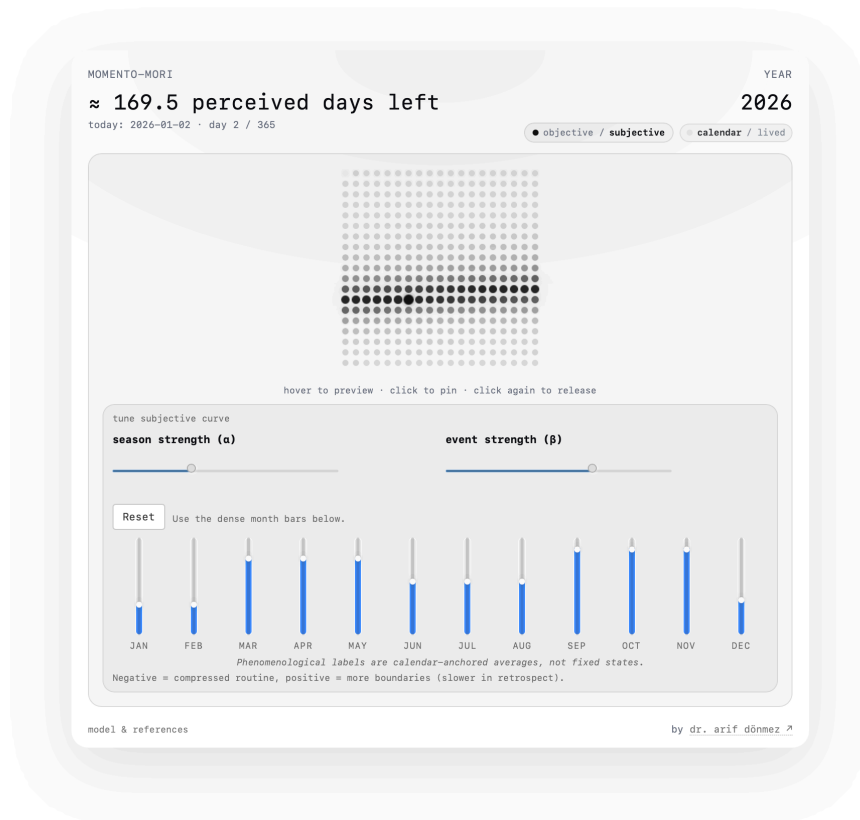 MOMENTO—MORI
YEAR
≈ 169.5 perceived days left
2026
today: 2026-01-02 · day 2 / 365
objective / subjective
calendar / lived
hover to preview · click to pin · click again to release
tune subjective curve
season strength (α)
event strength (β)
Reset
Use the dense month bars below.
JAN FEB MAR APR MAY JUN JUL AUG SEP OCT NOV DEC
Phenomenological labels are calendar—anchored averages, not fixed states.
Negative = compressed routine, positive = more boundaries (slower in retrospect).
model & references
by dr. arif dönmez ↗